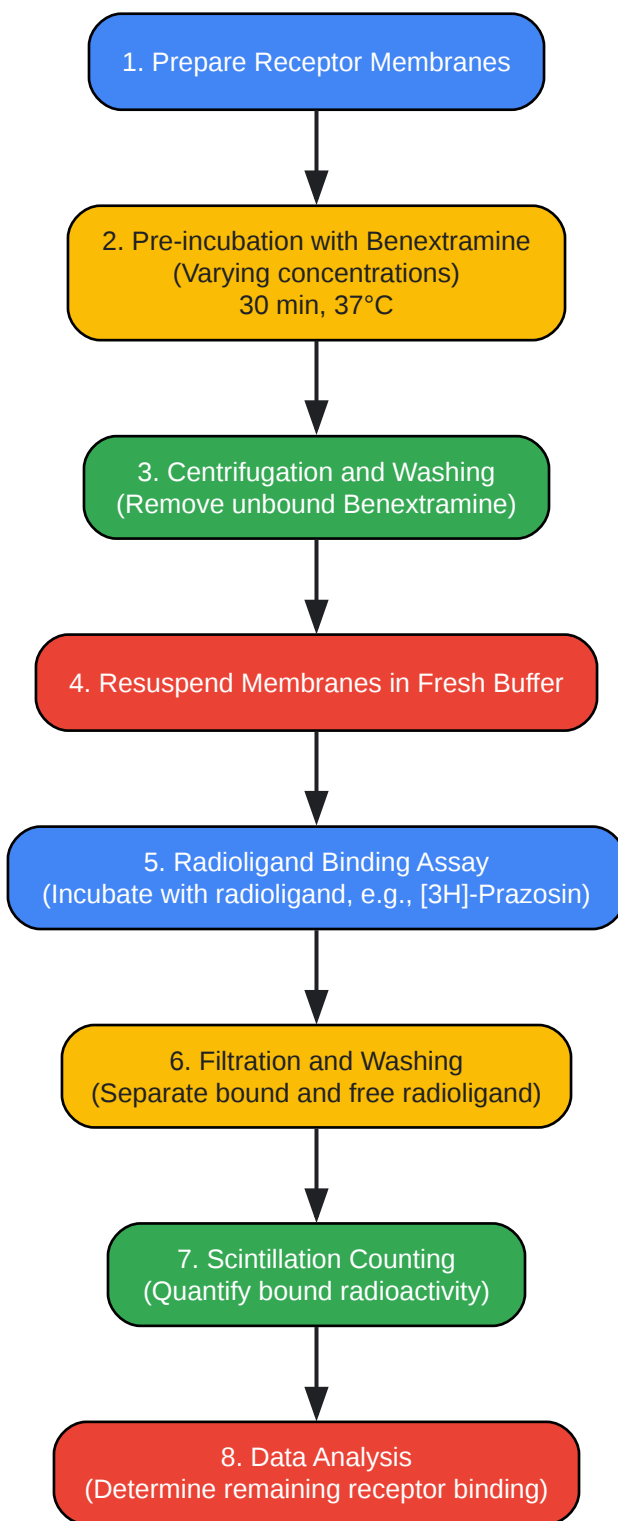 1. Prepare Receptor Membranes
2. Pre-incubation with Benextramine
(Varying concentrations)
30 min, 37°C
3. Centrifugation and Washing
(Remove unbound Benextramine)
4. Resuspend Membranes in Fresh Buffer
5. Radioligand Binding Assay
(Incubate with radioligand, e.g., [3H]-Prazosin)
6. Filtration and Washing
(Separate bound and free radioligand)
7. Scintillation Counting
(Quantify bound radioactivity)
8. Data Analysis
(Determine remaining receptor binding)